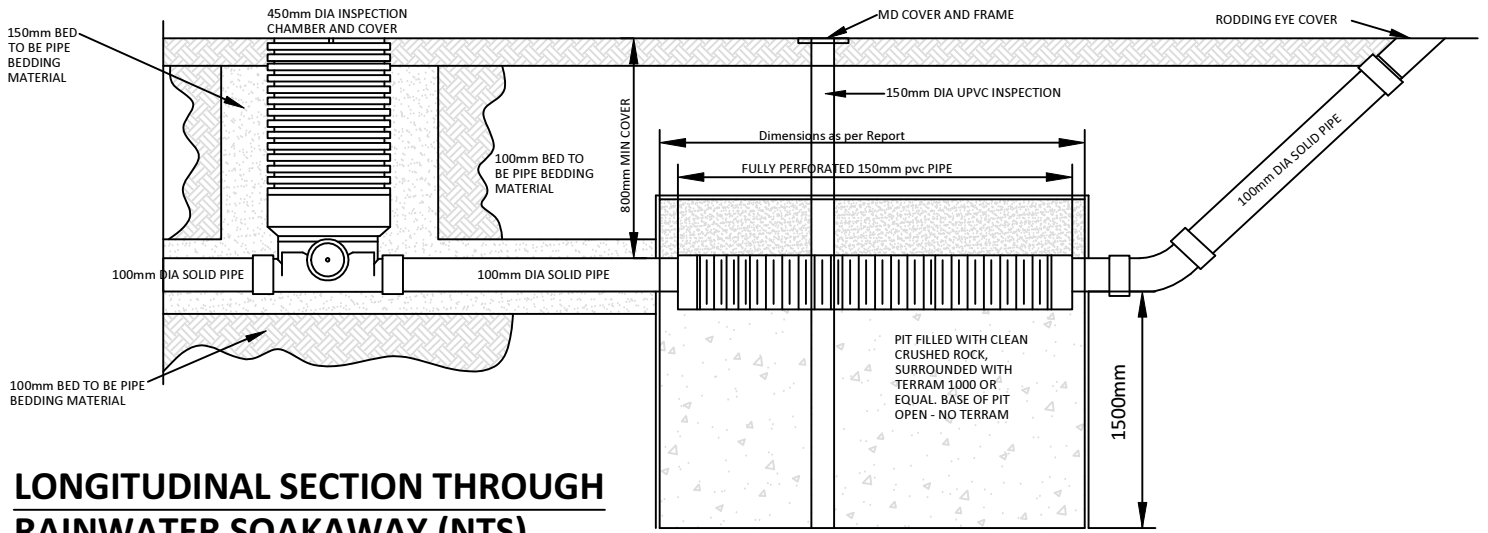 450mm DIA INSPECTION
CHAMBER AND COVER
MD COVER AND FRAME
RODDING EYE COVER
150mm BED
TO BE PIPE
BEDDING
MATERIAL
150mm DIA UPVC INSPECTION
Dimensions as per Report
FULLY PERFORATED 150mm pvc PIPE
800mm MIN COVER
100mm BED TO
BE PIPE BEDDING
MATERIAL
100mm DIA SOLID PIPE
100mm DIA SOLID PIPE
100mm DIA SOLID PIPE
PIT FILLED WITH CLEAN
CRUSHED ROCK,
SURROUNDED WITH
TERRAM 1000 OR
EQUAL. BASE OF PIT
OPEN - NO TERRAM
1500mm
100mm BED TO BE PIPE
BEDDING MATERIAL
LONGITUDINAL SECTION THROUGH
RAINWATER SOAKAWAY (NTS)